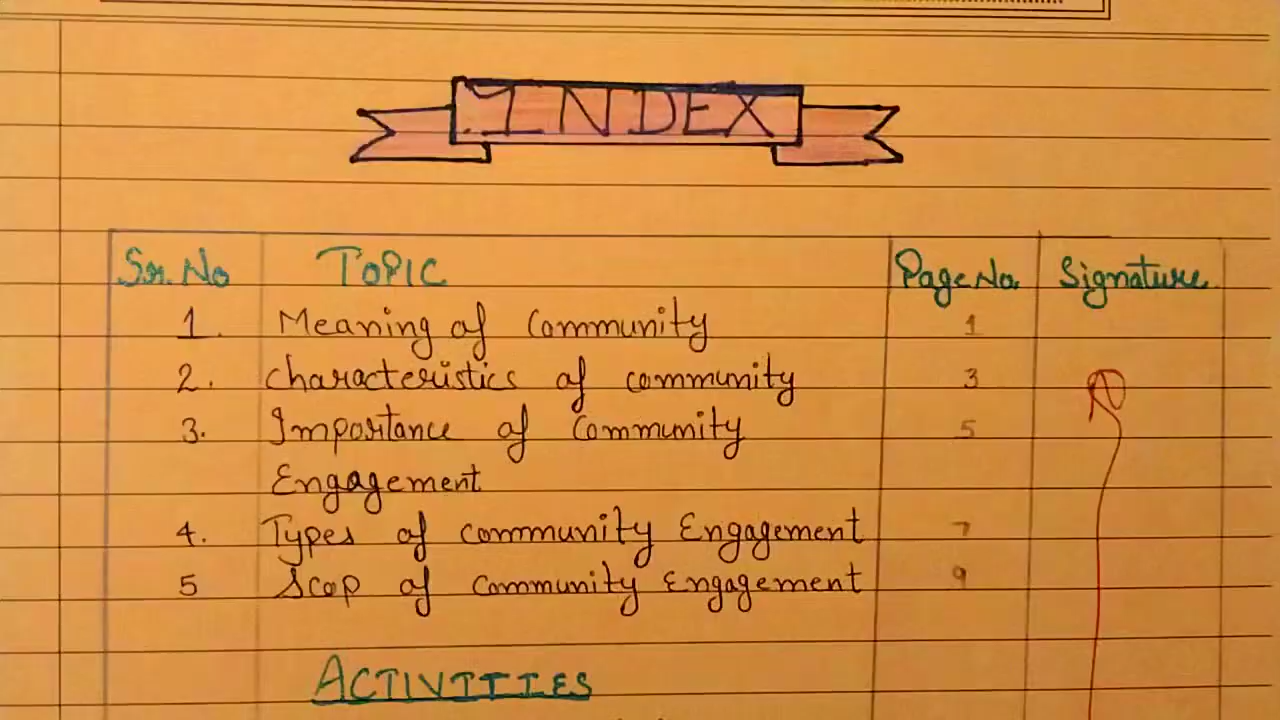 INDEX
Sr. No TOPIC Page No. Signature
1. Meaning of Community 1
2. Characteristics of community 3
3. Importance of Community 5
Engagement
4. Types of community Engagement 7
5 Scop of Community Engagement 9
ACTIVITIES